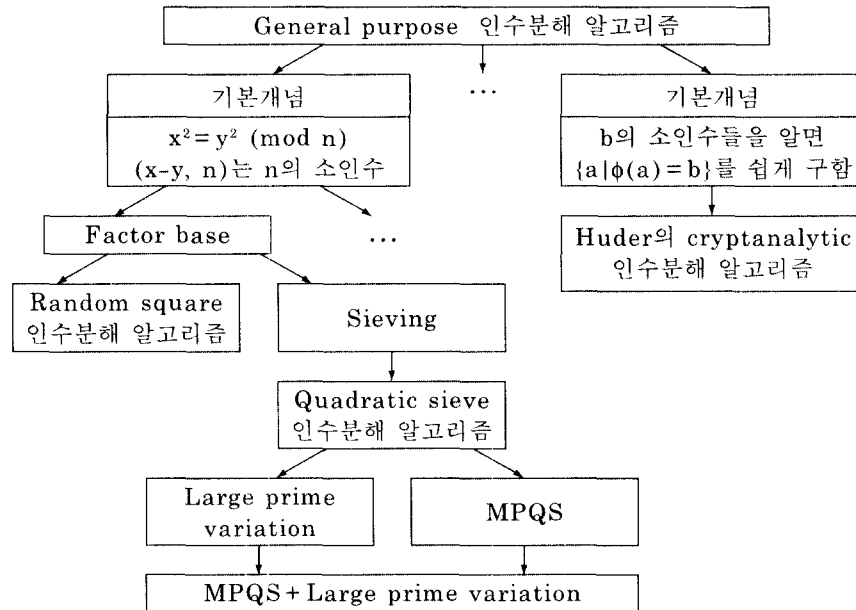 General purpose 인수분해 알고리즘
기본개념
x² = y² (mod n)
(x-y, n)는 n의 소인수
...
기본개념
b의 소인수들을 알면
{a|ϕ(a)=b}를 쉽게 구함
Factor base
...
Huder의 cryptanalytic
인수분해 알고리즘
Random square
인수분해 알고리즘
Sieving
Quadratic sieve
인수분해 알고리즘
Large prime
variation
MPQS
MPQS+Large prime variation